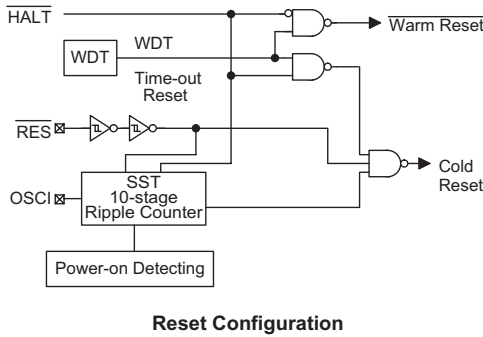 HALT
Warm Reset
WDT
WDT
Time-out
Reset
RES
Cold
Reset
OSCI
SST
10-stage
Ripple Counter
Power-on Detecting
Reset Configuration